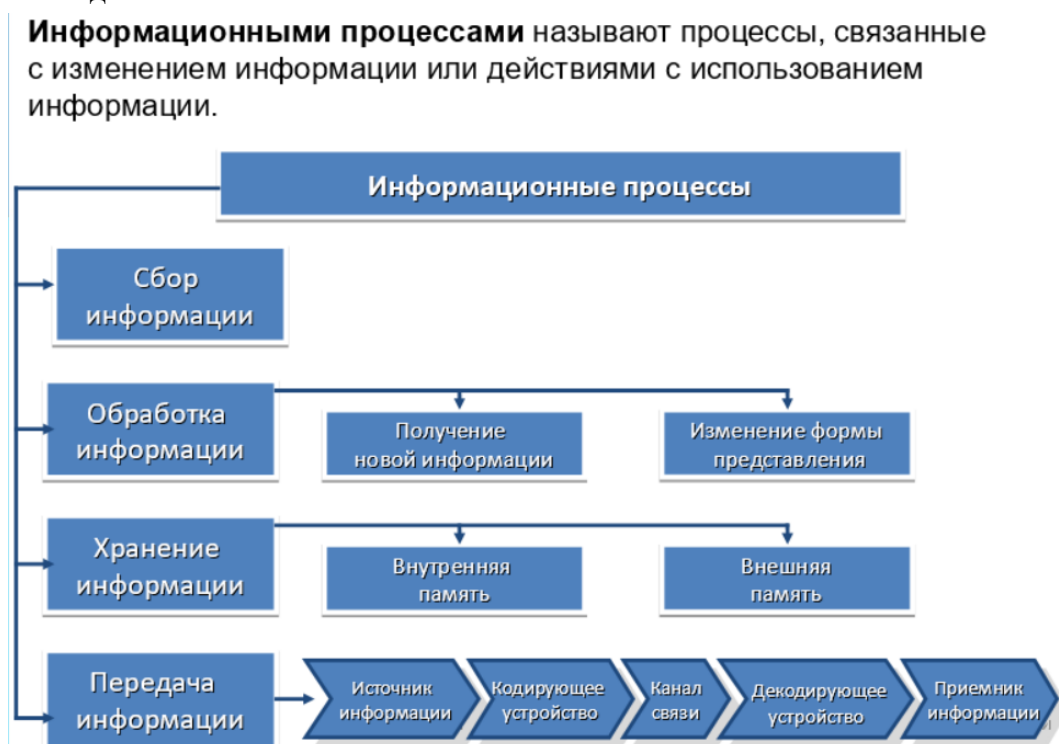 Информационными процессами называют процессы, связанные
с изменением информации или действиями с использованием
информации.
Информационные процессы
Сбор
информации
Обработка
информации
Получение
новой информации
Изменение формы
представления
Хранение
информации
Внутренняя
память
Внешняя
память
Передача
информации
Источник
информации
Кодирующее
устройство
Канал
связи
Декодирующее
устройство
Приемник
информации